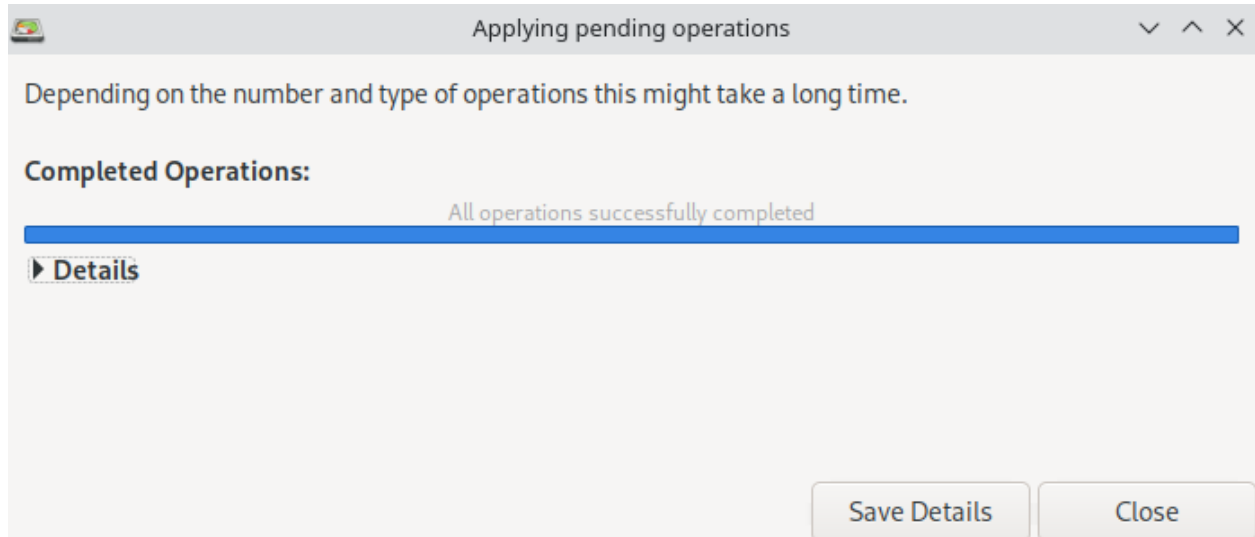 Applying pending operations
Depending on the number and type of operations this might take a long time.
Completed Operations:
All operations successfully completed
Details
Save Details
Close